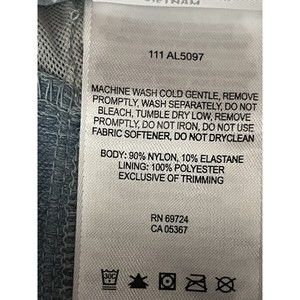 VIETNAM
111 AL5097
MACHINE WASH COLD GENTLE, REMOVE
PROMPTLY, WASH SEPARATELY, DO NOT
BLEACH, TUMBLE DRY LOW, REMOVE
PROMPTLY, DO NOT IRON, DO NOT USE
FABRIC SOFTENER, DO NOT DRYCLEAN
BODY: 90% NYLON, 10% ELASTANE
LINING: 100% POLYESTER
EXCLUSIVE OF TRIMMING
RN 69724
CA 05367